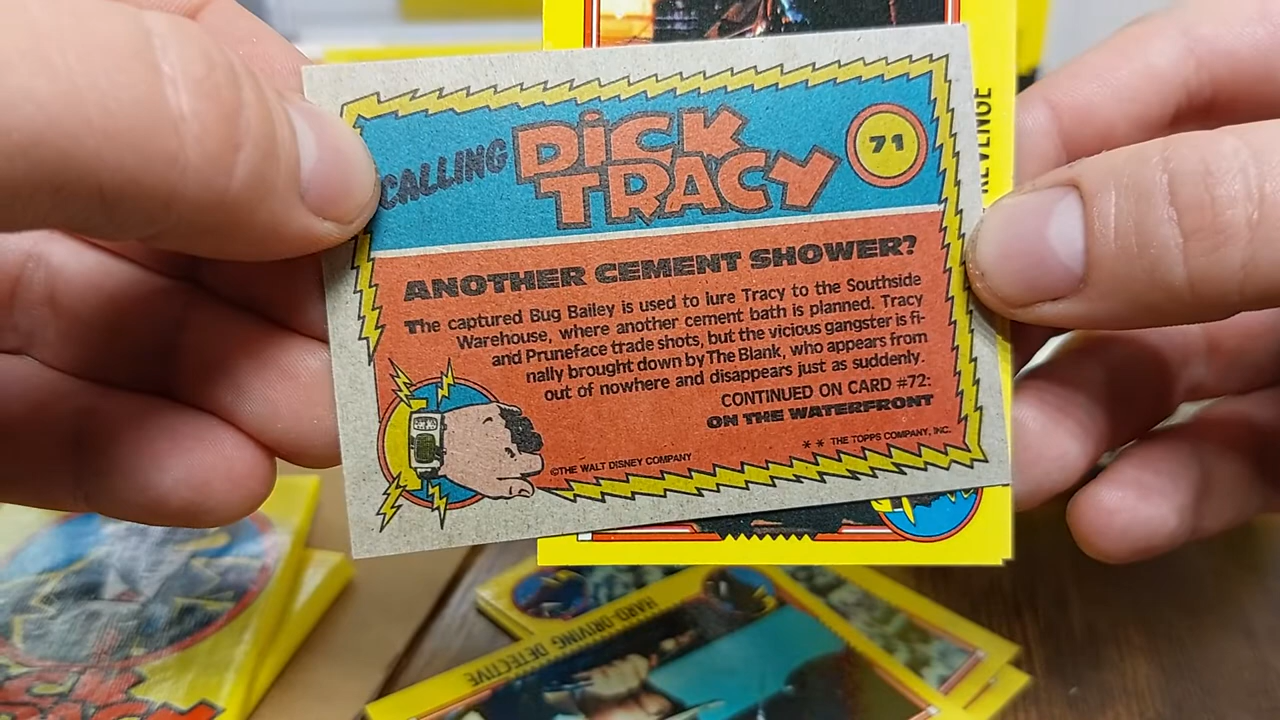 REVENGE
CALLING
DICK
TRACY
71
ANOTHER CEMENT SHOWER?
The captured Bug Bailey is used to lure Tracy to the Southside
Warehouse, where another cement bath is planned. Tracy
and Pruneface trade shots, but the vicious gangster is fi-
nally brought down by The Blank, who appears from
out of nowhere and disappears just as suddenly.
CONTINUED ON CARD #72:
ON THE WATERFRONT
©THE WALT DISNEY COMPANY
** THE TOPPS COMPANY, INC.
HARD-DRIVING DETECTIVE